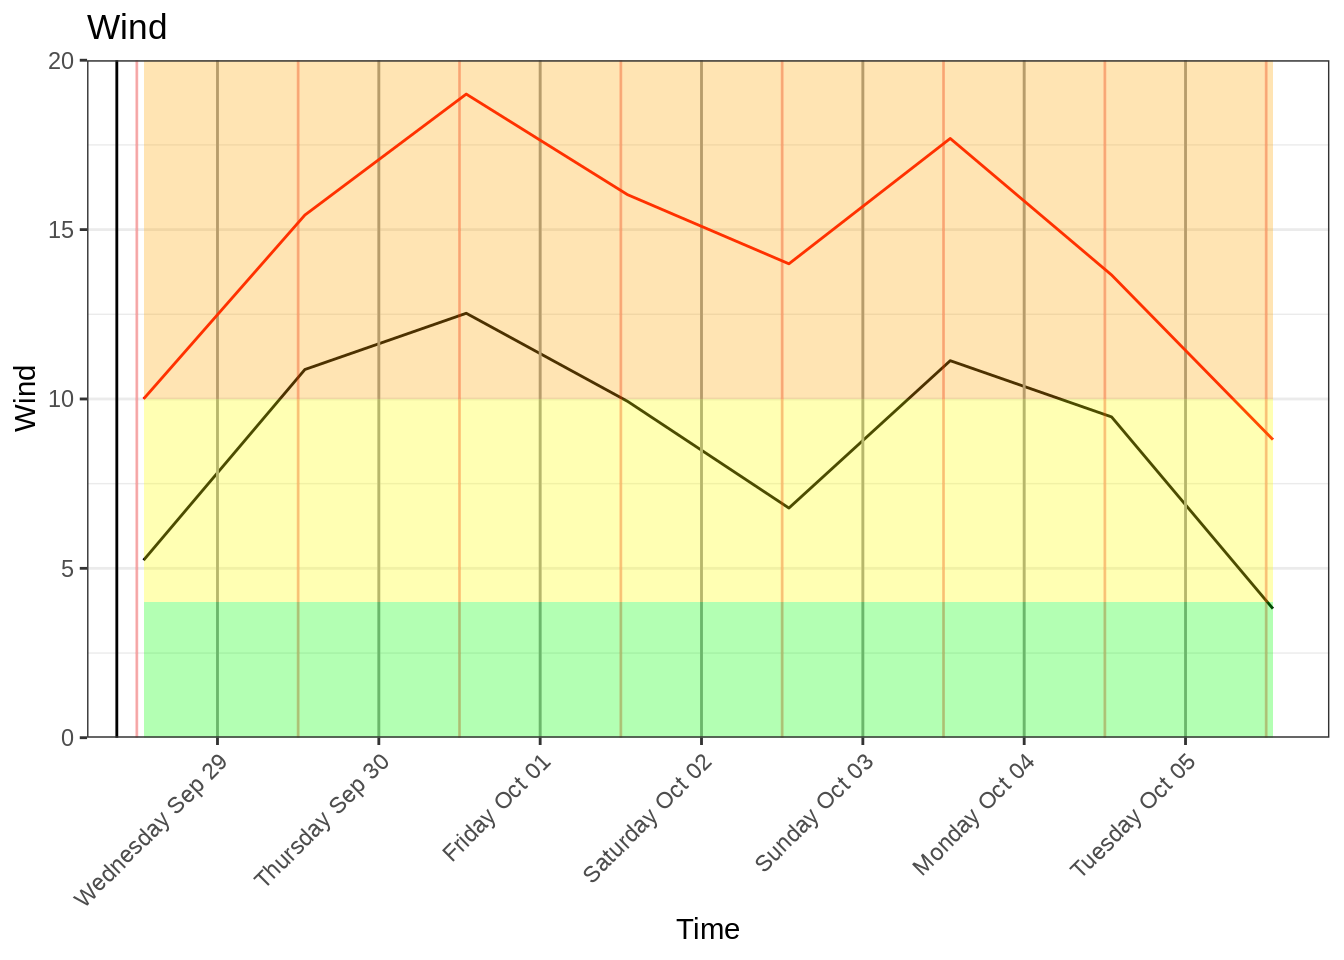 Wind
20
15
10
5
0
Wind
Wednesday Sep 29
Thursday Sep 30
Friday Oct 01
Saturday Oct 02
Sunday Oct 03
Monday Oct 04
Tuesday Oct 05
Time